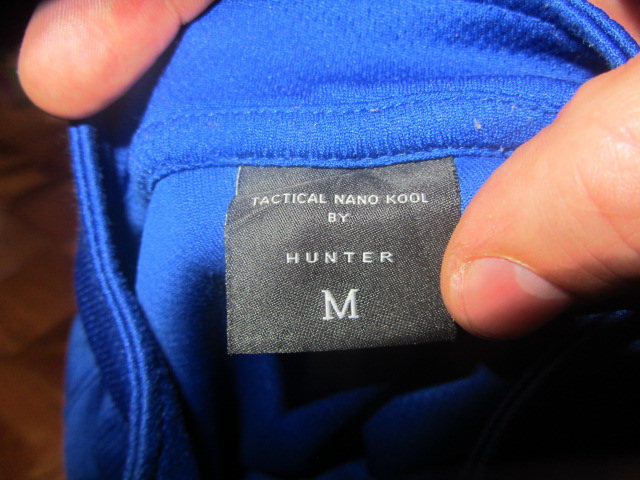 TACTICAL NANO KOOL
BY
HUNTER
M